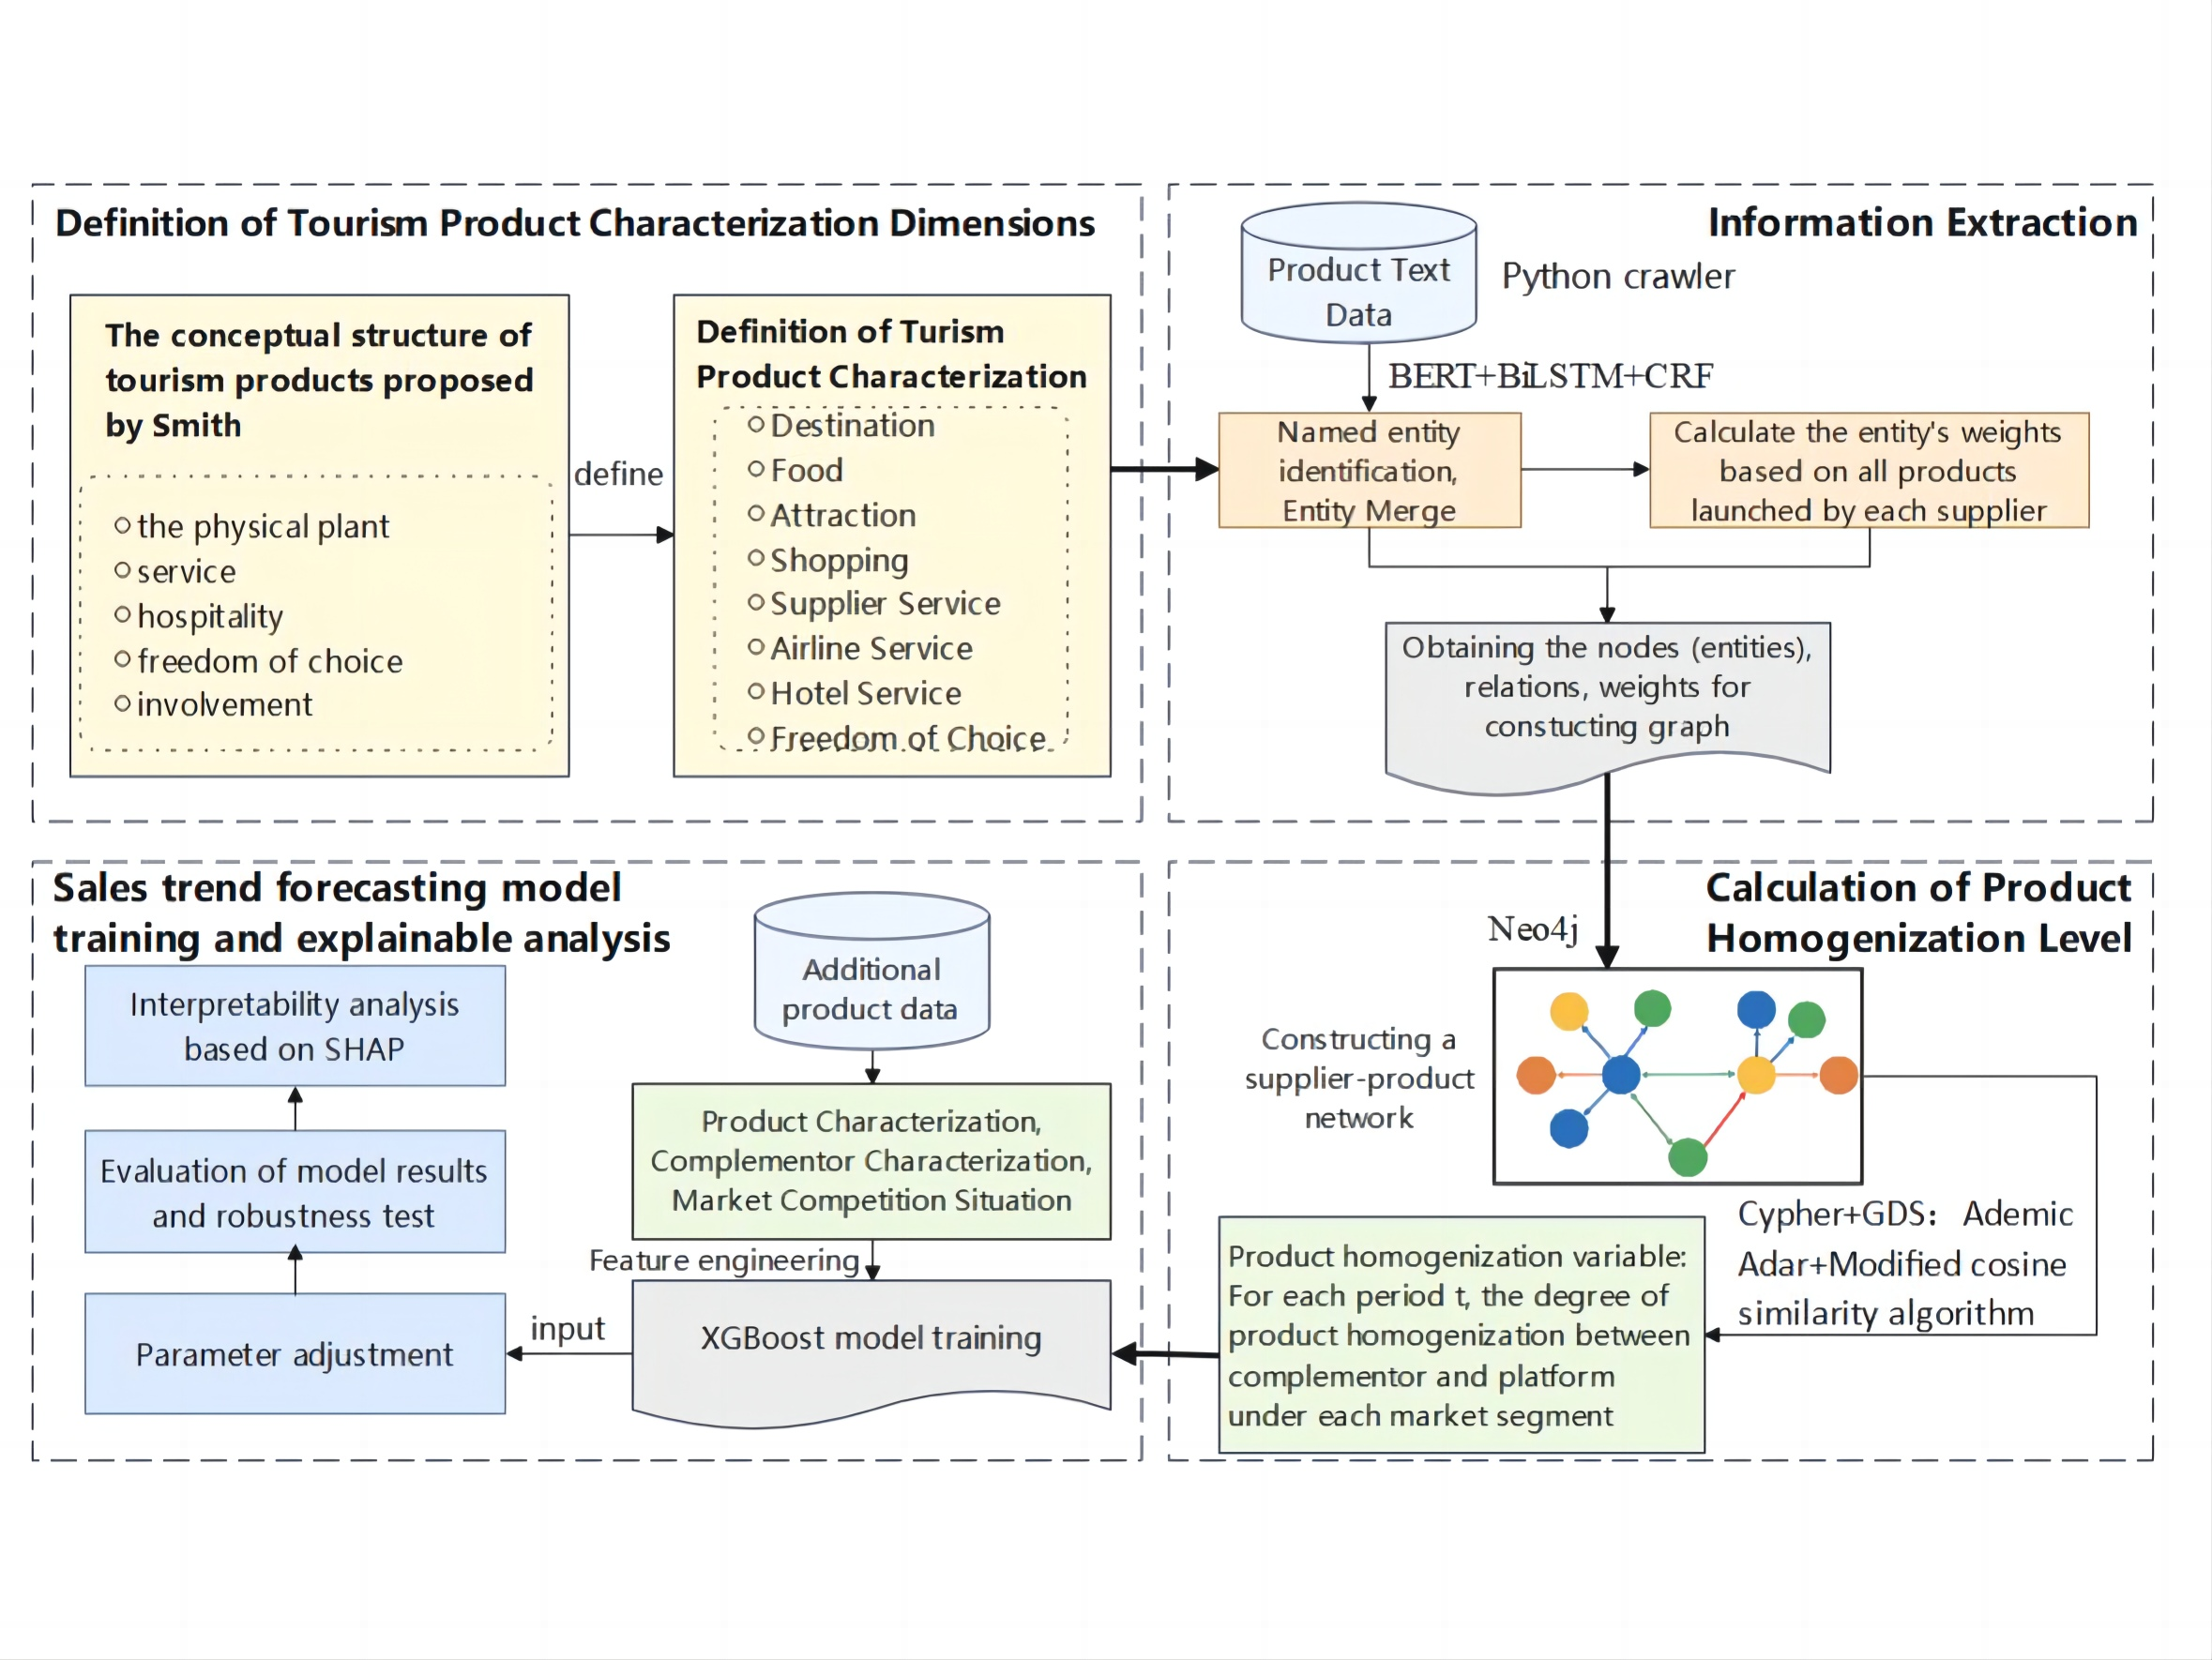 Definition of Tourism Product Characterization Dimensions
The conceptual structure of
tourism products proposed
by Smith
the physical plant
service
hospitality
freedom of choice
involvement
define
Definition of Turism
Product Characterization
Destination
Food
Attraction
Shopping
Supplier Service
Airline Service
Hotel Service
Freedom of Choice
Information Extraction
Product Text
Data
Python crawler
BERT+BiLSTM+CRF
Named entity
identification,
Entity Merge
Calculate the entity's weights
based on all products
launched by each supplier
Obtaining the nodes (entities),
relations, weights for
constucting graph
Calculation of Product
Homogenization Level
Neo4j
Constructing a
supplier-product
network
Cypher+GDS: Ademic
Adar+Modified cosine
similarity algorithm
Product homogenization variable:
For each period t, the degree of
product homogenization between
complementor and platform
under each market segment
Sales trend forecasting model
training and explainable analysis
Additional
product data
Product Characterization,
Complementor Characterization,
Market Competition Situation
Feature engineering
XGBoost model training
input
Parameter adjustment
Evaluation of model results
and robustness test
Interpretability analysis
based on SHAP